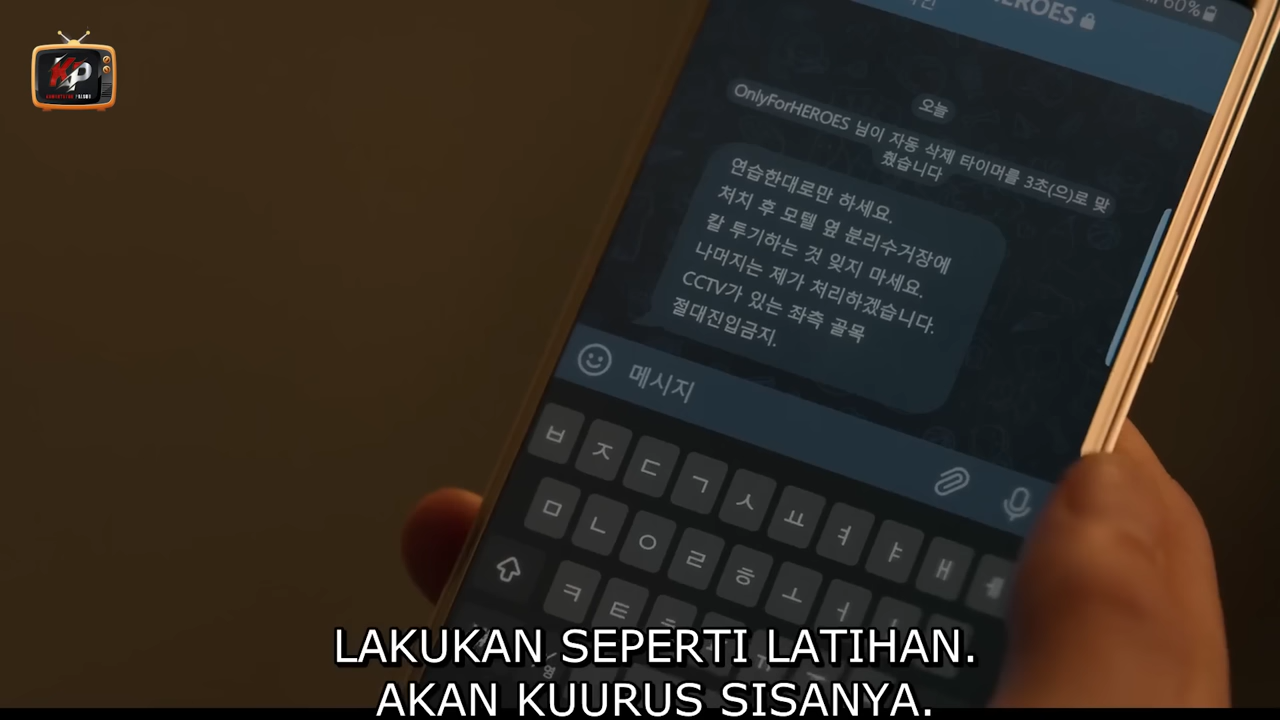 KP
60%
HEROES
오늘
OnlyForHEROES 님이 자동 삭제 타이머를 3초(으)로 맞
췄습니다
연습한대로만 하세요.
처치 후 모텔 옆 분리수거장에
칼 투기하는 것 잊지 마세요.
나머지는 제가 처리하겠습니다.
CCTV가 있는 좌측 골목
절대진입금지.
메시지
ㅂ ㅈ ㄷ ㄱ ㅅ ㅛ ㅕ ㅑ ㅐ
ㅁ ㄴ ㅇ ㄹ ㅎ ㅗ ㅓ
ㅋ ㅌ
LAKUKAN SEPERTI LATIHAN.
AKAN KUURUS SISANYA.